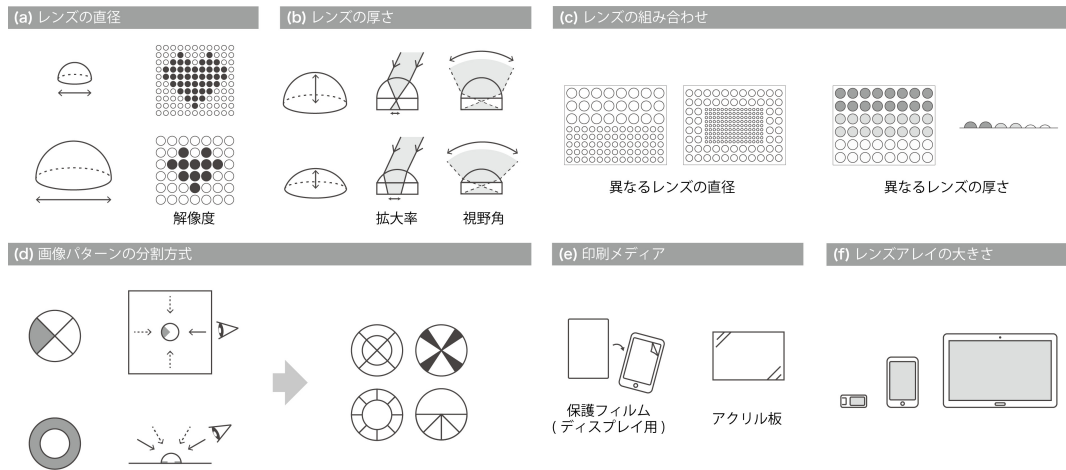 (a) レンズの直径
(b) レンズの厚さ
(c) レンズの組み合わせ
解像度
拡大率
視野角
異なるレンズの直径
異なるレンズの厚さ
(d) 画像パターンの分割方式
(e) 印刷メディア
(f) レンズアレイの大きさ
保護フィルム
( ディスプレイ用 )
アクリル板